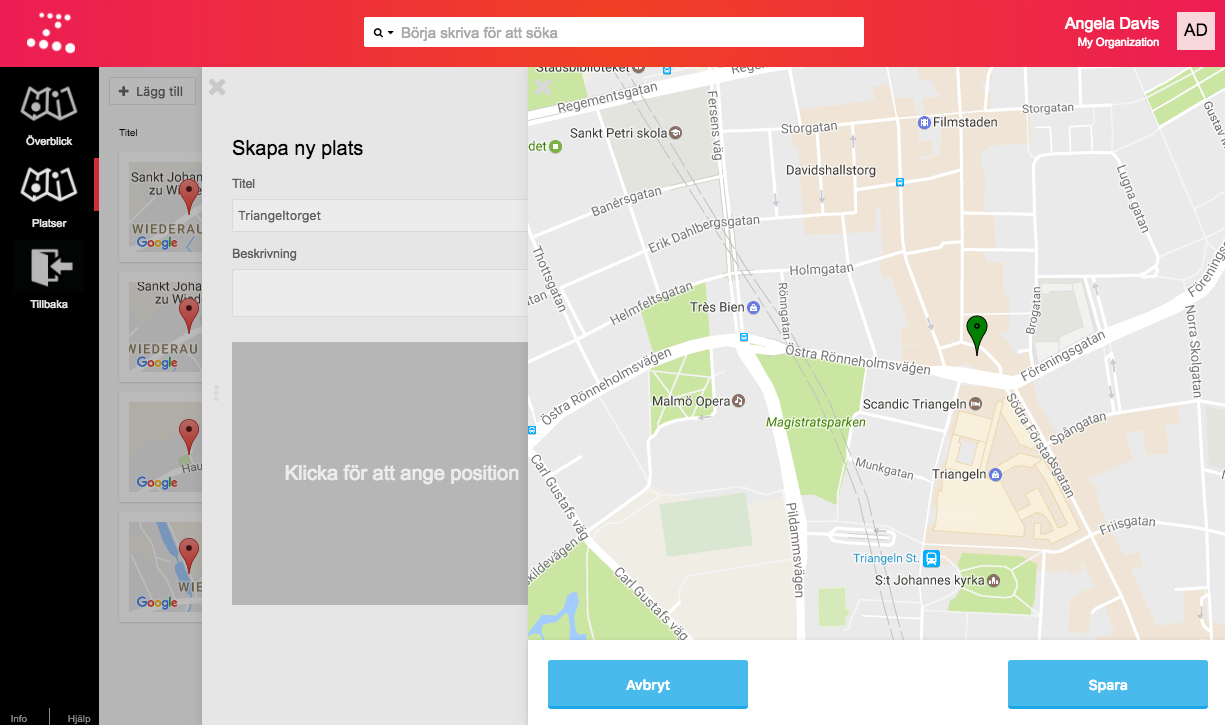 Börja skriva för att söka
Angela Davis
My Organization
AD
Överblick
Platser
Tillbaka
Info
Hjälp
Lägg till
Titel
Sankt Johan
zu Wie
WIEDERAU
Google
Sankt Johan
zu Wied
WIEDERAU
Google
Hau
Google
WIE
Google
Skapa ny plats
Titel
Triangeltorget
Beskrivning
Klicka för att ange position
Stadsbiblioteket
Rege
Regementsgatan
Fersens väg
Sankt Petri skola
det
Storgatan
Storgatan
Filmstaden
Gustav
Davidshallstorg
Lugna gatan
Banérsgatan
Erik Dahlbergsgatan
Thottsgatan
Holmgatan
Helmfeltsgatan
Rönngatan
Très Bien
Brogatan
Förenings
Norra Skolgatan
Östra Rönneholmsvägen
Östra Rönneholmsvägen
Föreningsgatan
Malmö Opera
Scandic Triangeln
Magistratsparken
Södra Förstadsgatan
Spångatan
Munkgatan
Triangeln
Carl Gustafs väg
Pildammsvägen
Friisgatan
Triangeln St.
skildevägen
Carl Gustafs väg
S:t Johannes kyrka
Avbryt
Spara